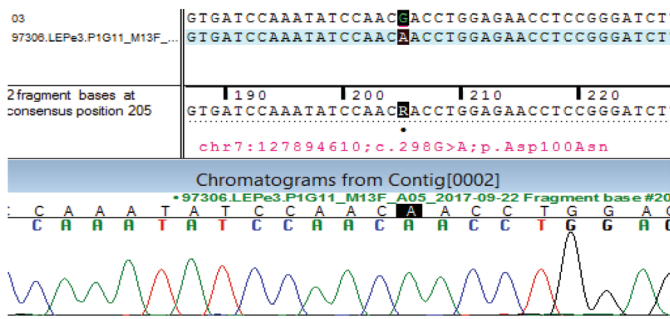 03 GTGATCCAAATATCCAACGACCTGGAGAACCTCCGGGATCT
97306.LEPe3.P1G11_M13F_... GTGATCCAAATATCCAACAACCTGGAGAACCTCCGGGATCT
2 fragment bases at 190 200 210 220
consensus position 205 GTGATCCAAATATCCAACRACCTGGAGAACCTCCGGGATCT
chr7:127894610;c.298G>A;p.Asp100Asn
Chromatograms from Contig[0002]
•97306.LEPe3.P1G11_M13F_A05_2017-09-22 Fragment base #20
C A A A T A T C C A A C A A C C T G G A C
C A A A T A T C C A A C A A C C T G G A G